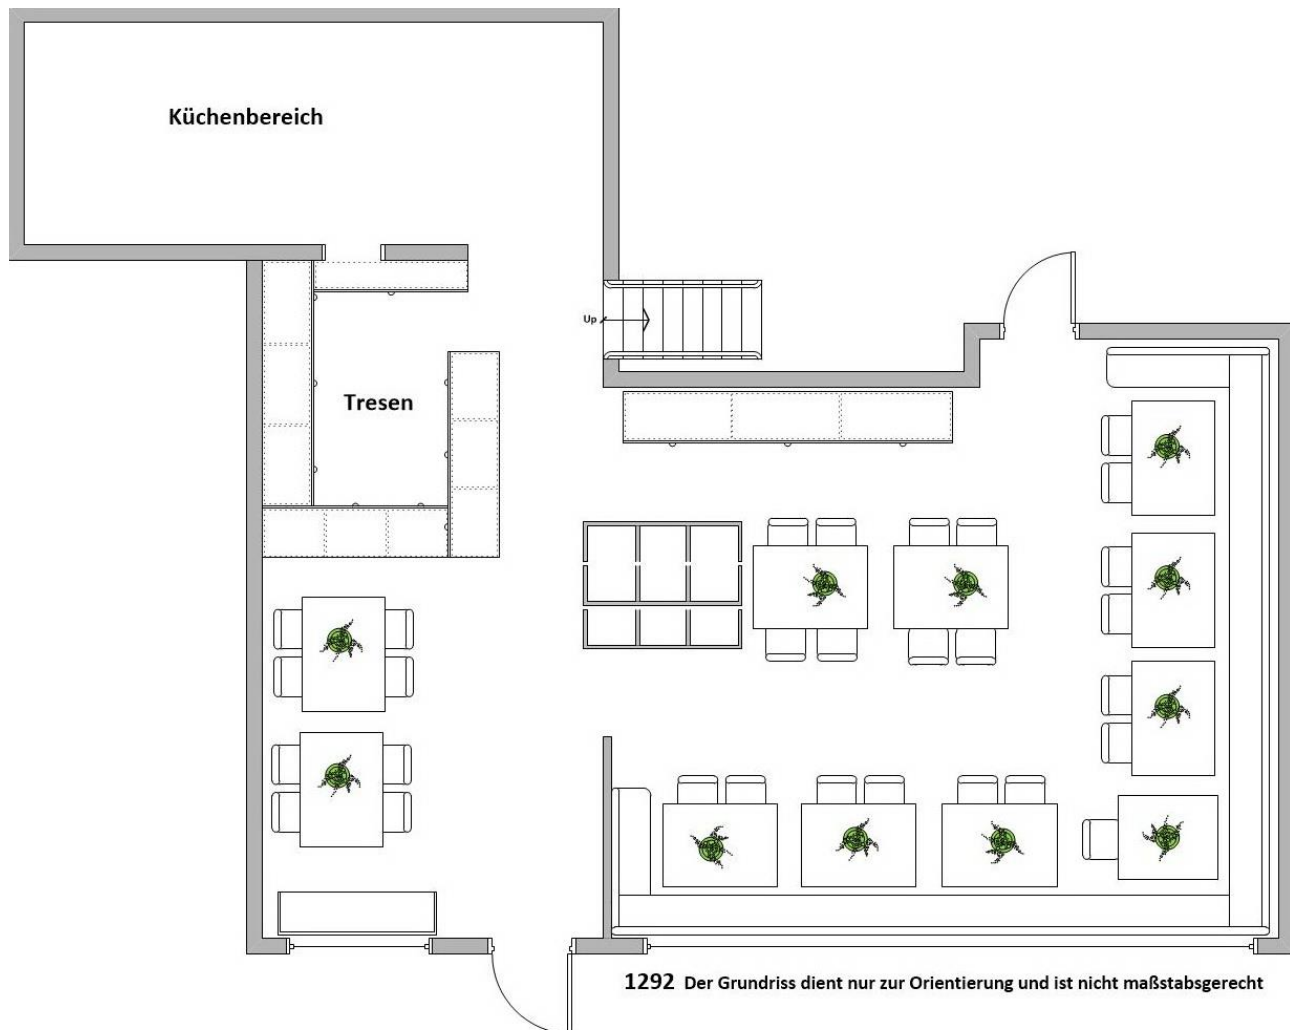 Küchenbereich
Up
Tresen
1292 Der Grundriss dient nur zur Orientierung und ist nicht maßstabsgerecht